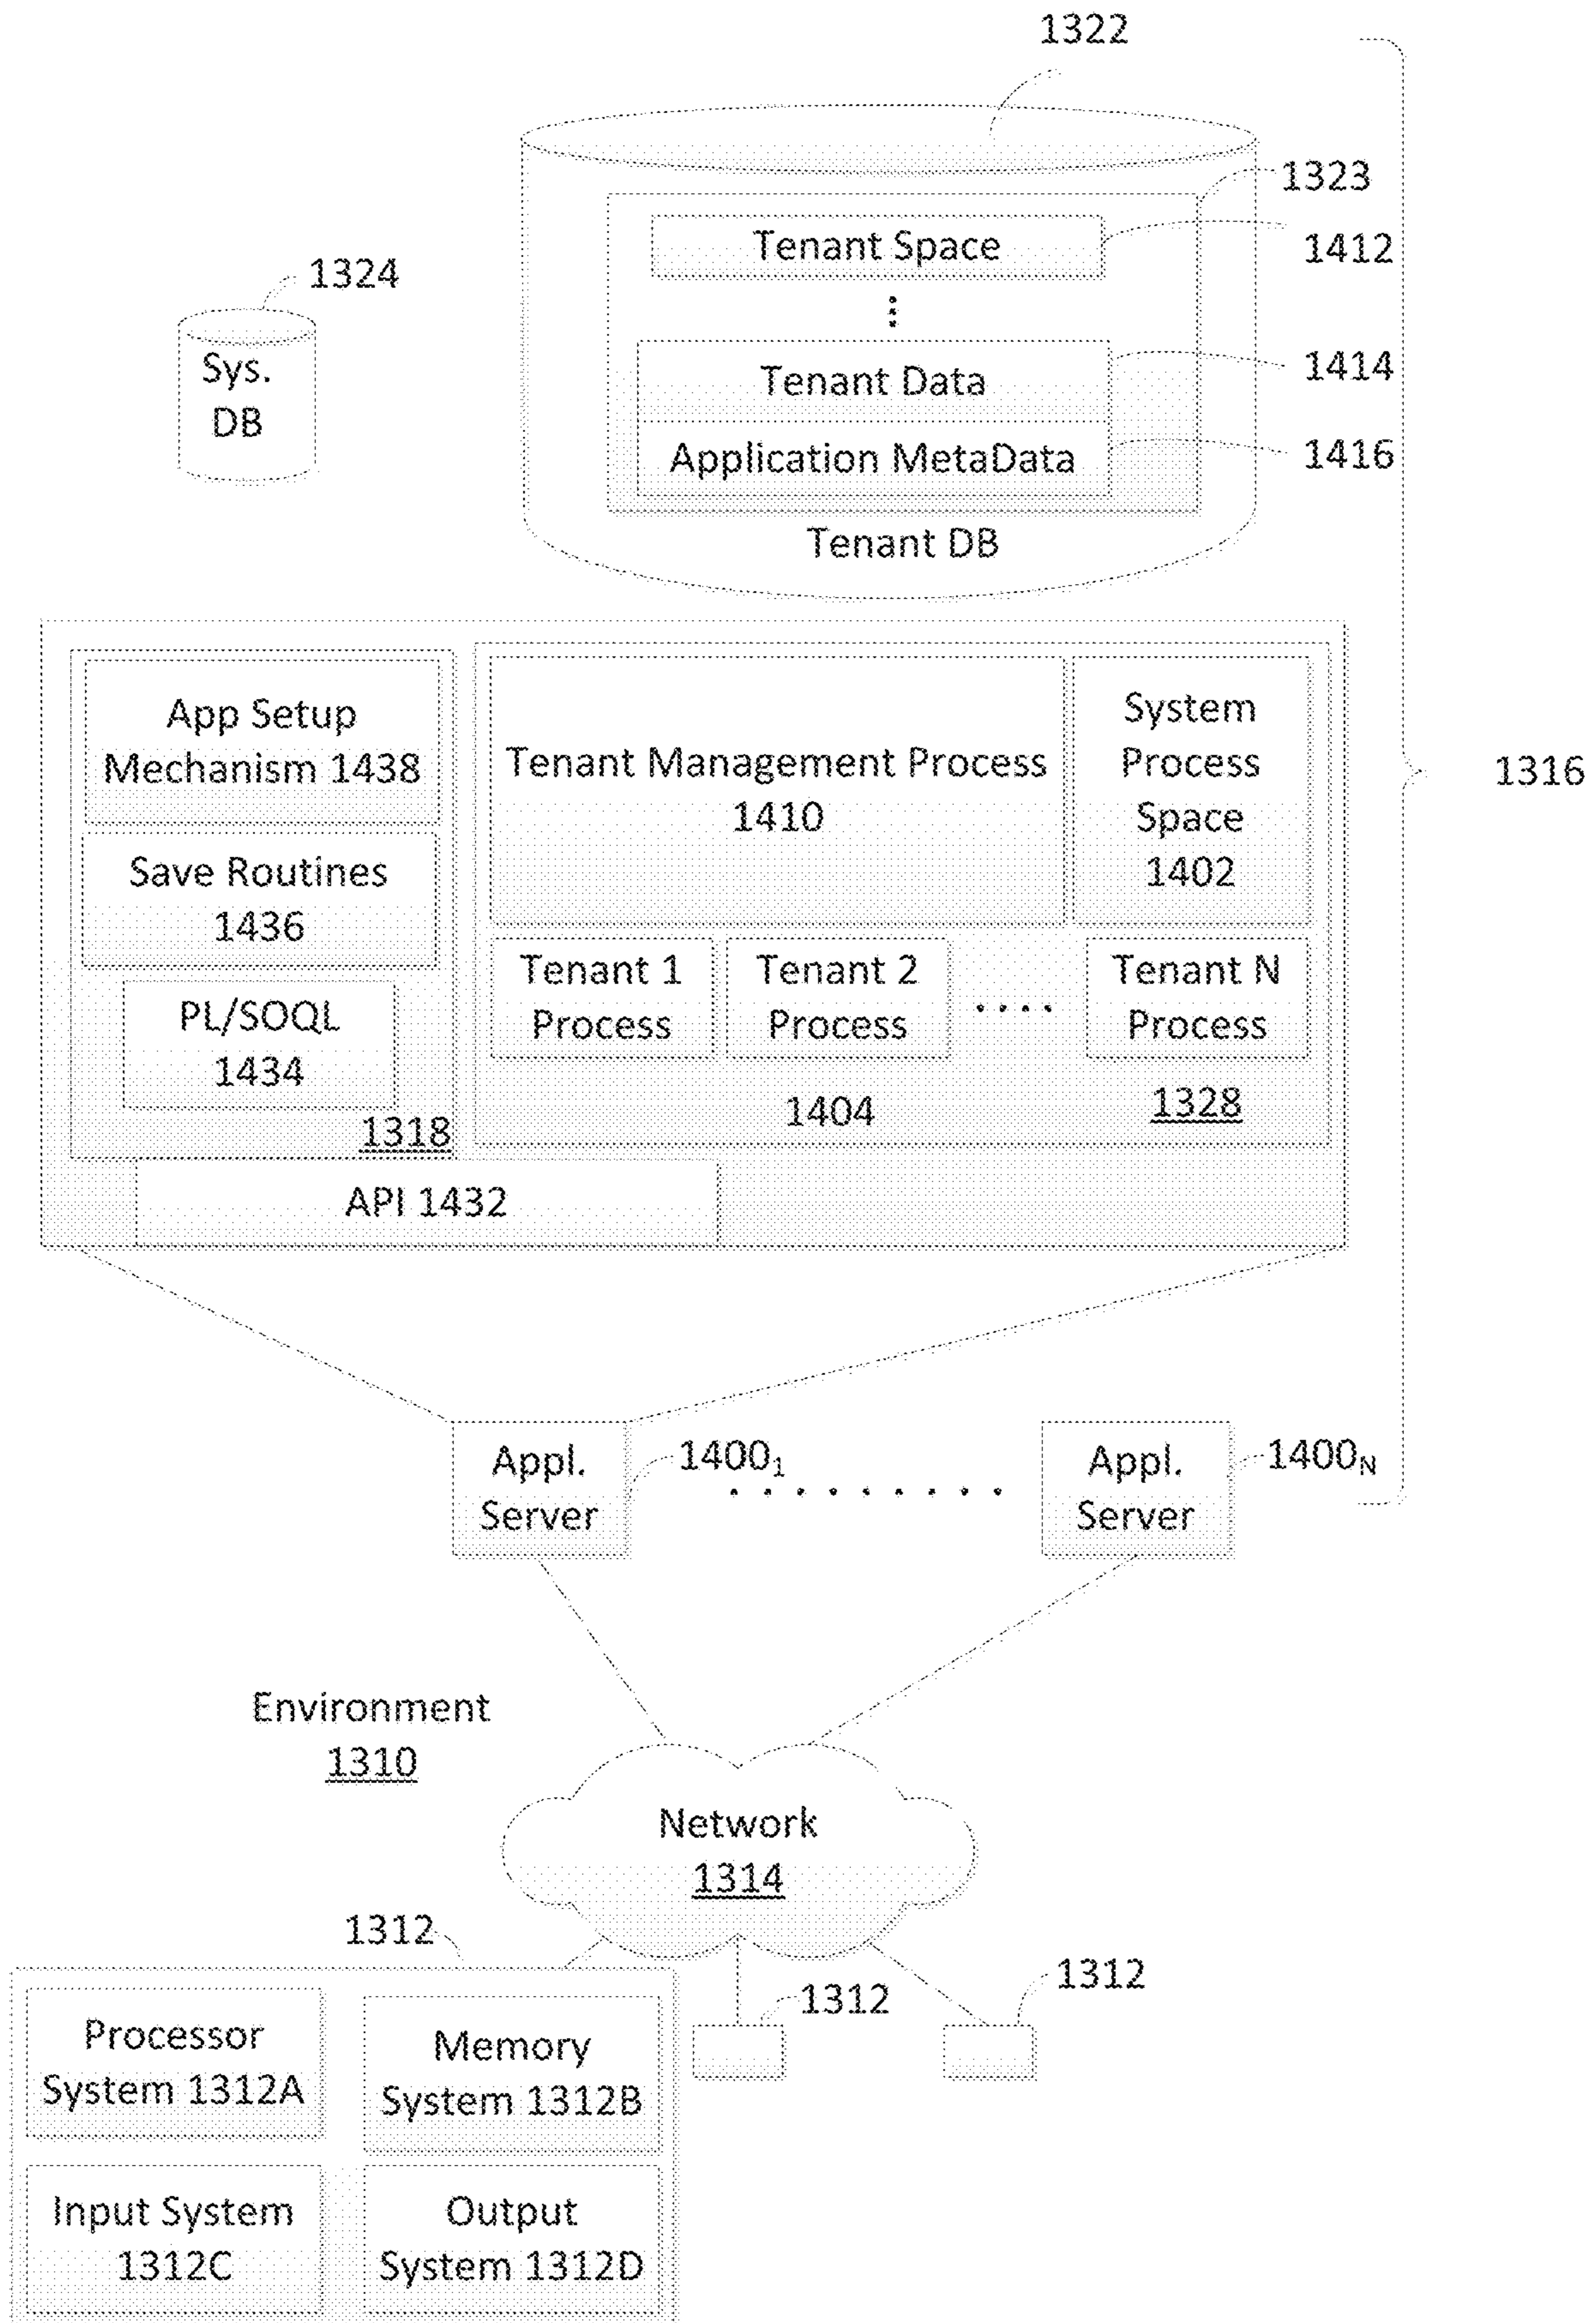 1322
1323
Tenant Space
1412
1324
Sys.
DB
Tenant Data
1414
Application MetaData
1416
Tenant DB
App Setup
Mechanism 1438
Tenant Management Process
1410
System
Process
Space
1402
1316
Save Routines
1436
Tenant 1
Process
Tenant 2
Process
Tenant N
Process
PL/SOQL
1434
1404
1328
1318
API 1432
Appl.
Server
1400₁
Appl.
Server
1400N
Environment
1310
Network
1314
1312
1312
1312
Processor
System 1312A
Memory
System 1312B
Input System
1312C
Output
System 1312D